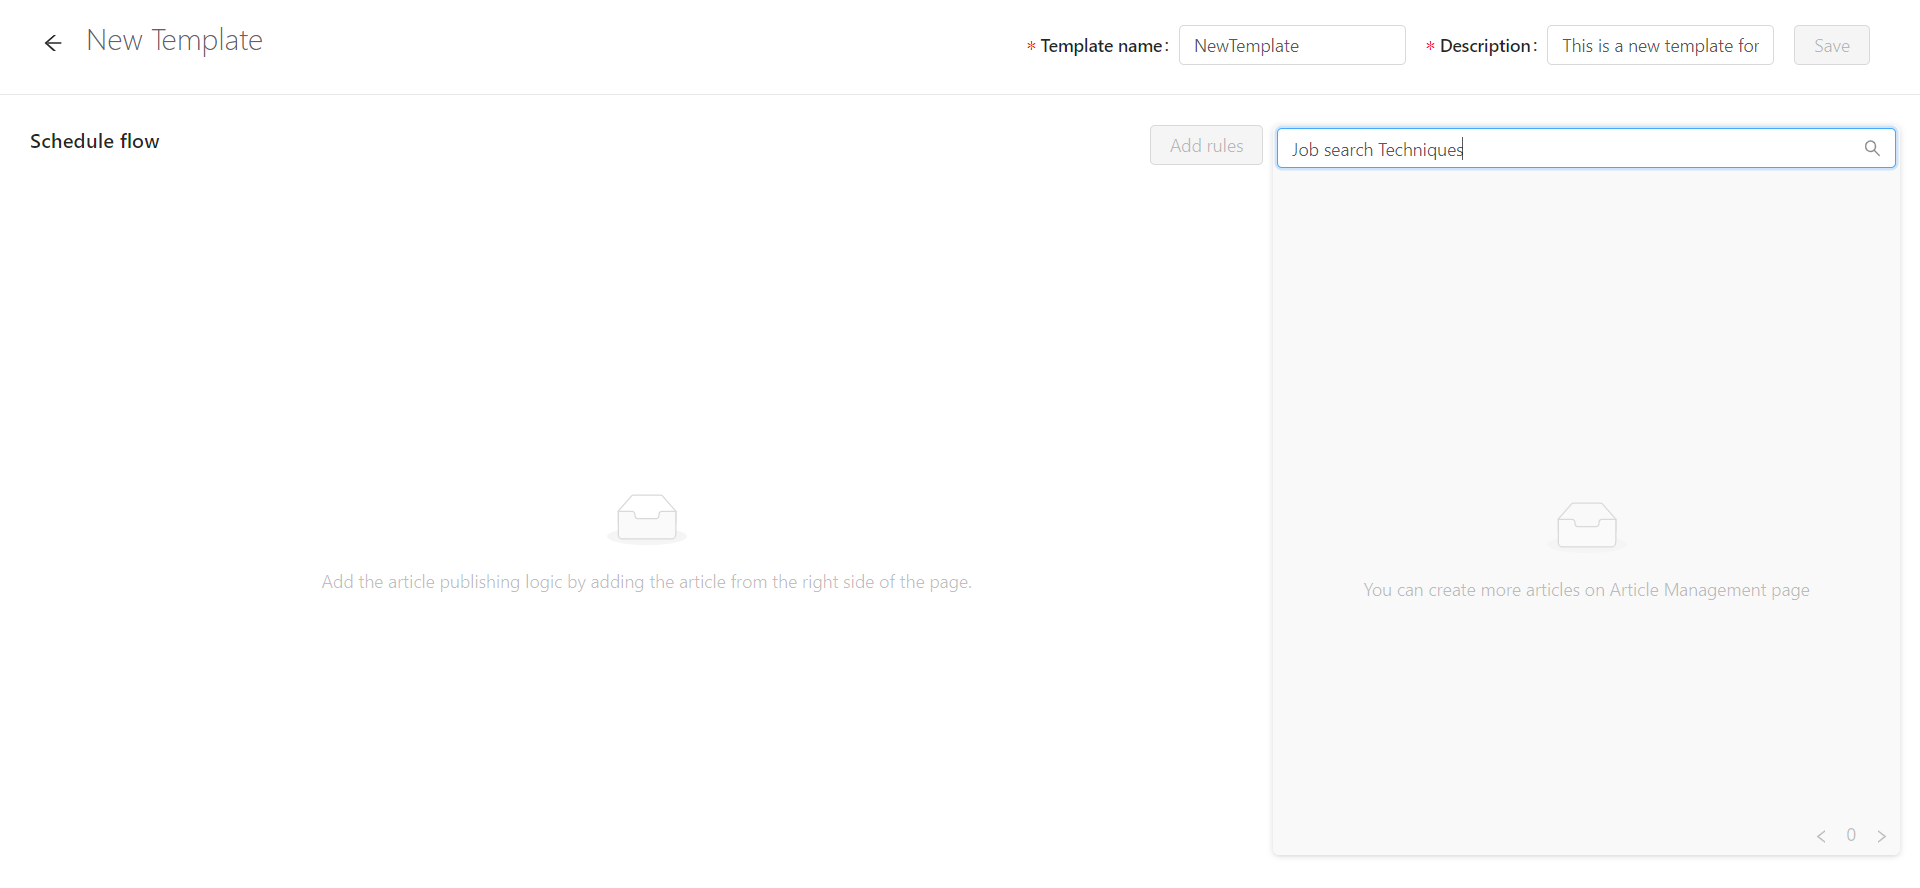 New Template
* Template name: NewTemplate * Description: This is a new template for Save
Schedule flow Add rules Job search Techniques
Add the article publishing logic by adding the article from the right side of the page.
You can create more articles on Article Management page
< 0 >